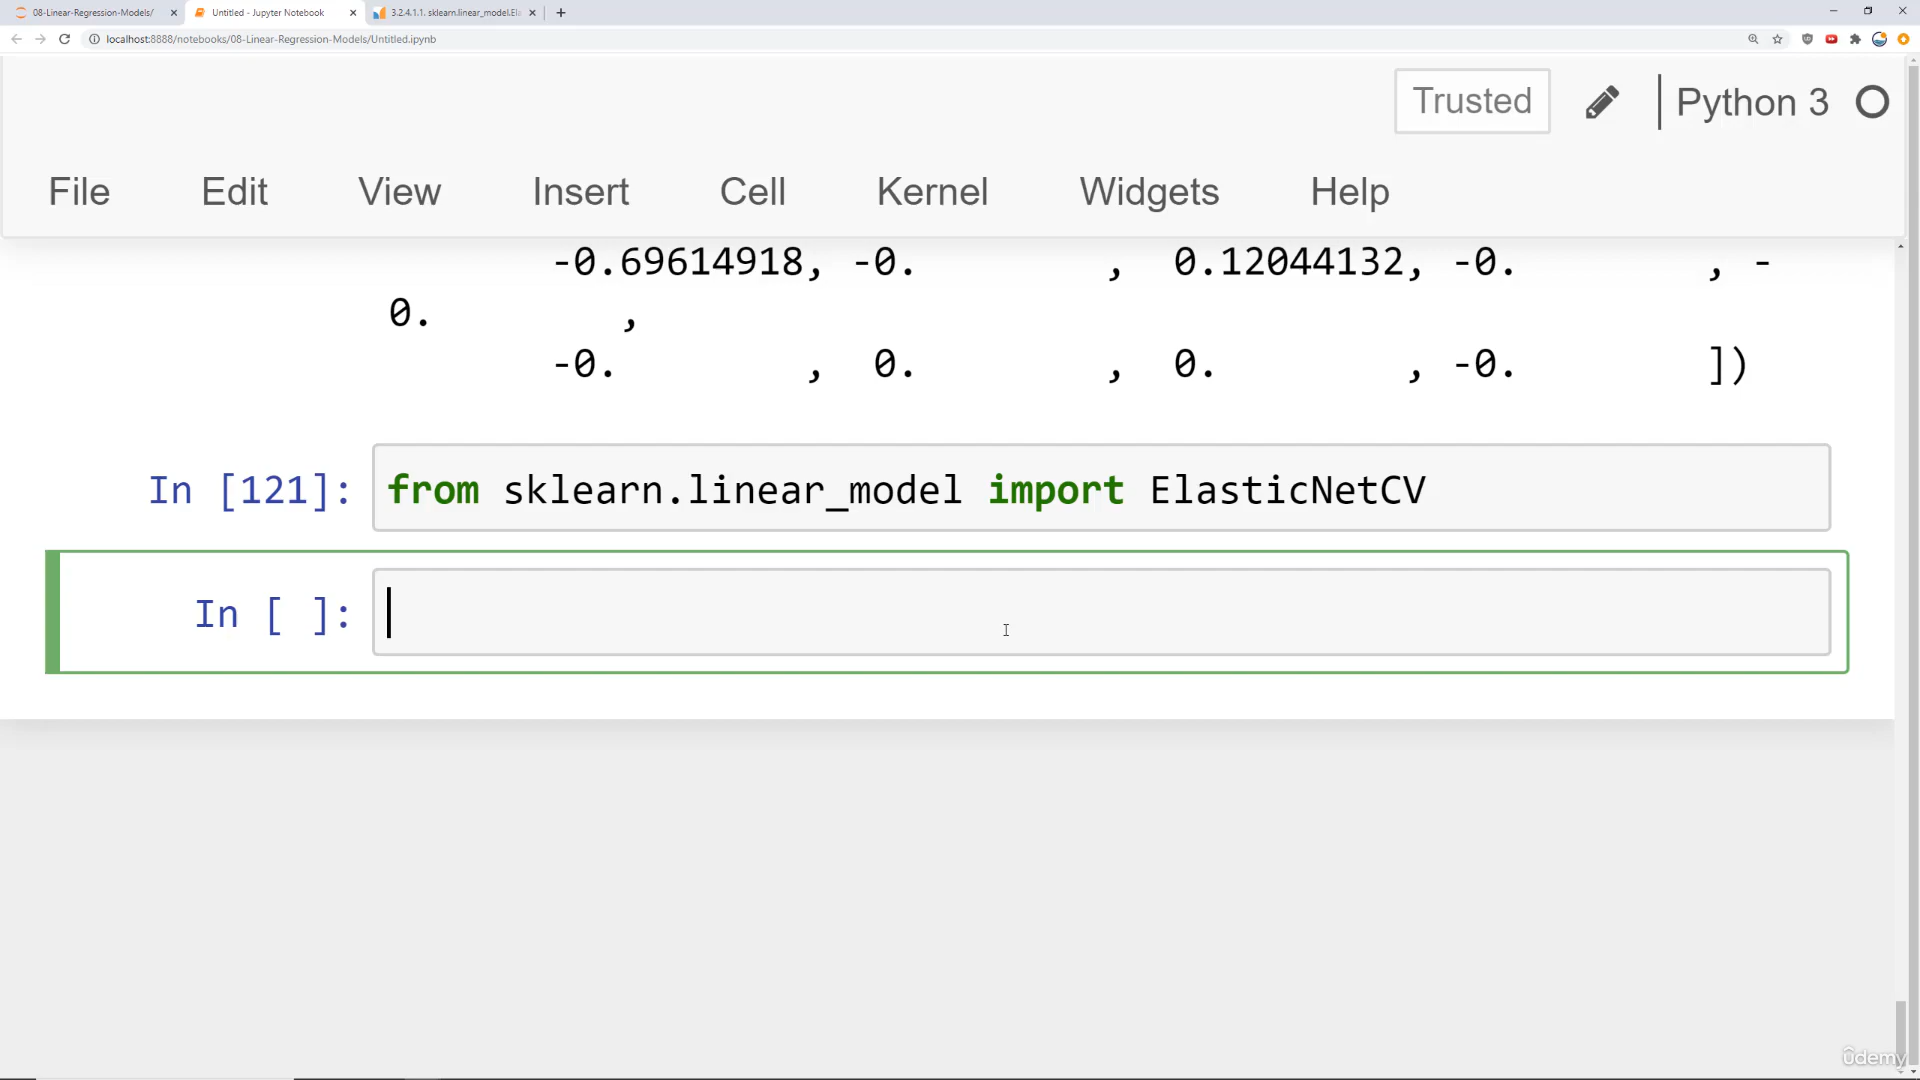 08-Linear-Regression-Models/
Untitled - Jupyter Notebook
3.2.4.1.1. sklearn.linear_model.Ela
localhost:8888/notebooks/08-Linear-Regression-Models/Untitled.ipynb
Trusted
Python 3
File Edit View Insert Cell Kernel Widgets Help
-0.69614918, -0. , 0.12044132, -0. , -
0. ,
-0. , 0. , 0. , -0. ])
In [121]: from sklearn.linear_model import ElasticNetCV
In [ ]:
ûdemy